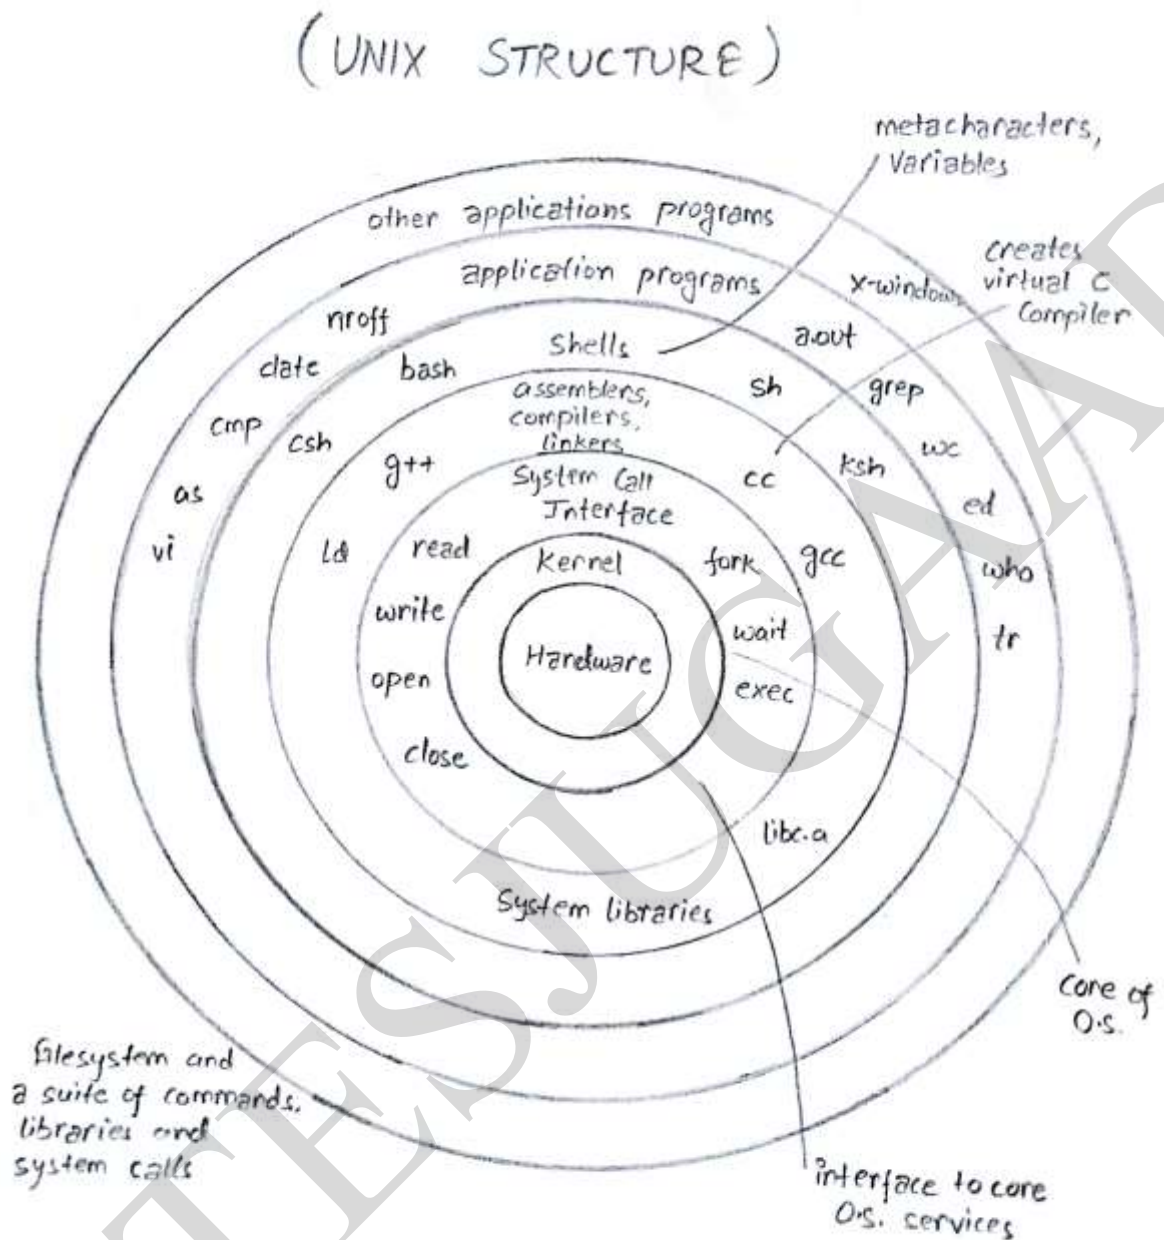 (UNIX STRUCTURE)
metacharacters,
Variables
other applications programs
creates
virtual C
Compiler
application programs
x-windows
nroff
a.out
Shells
date
bash
sh
grep
assemblers,
compilers,
linkers
cmp
csh
g++
cc
ksh
wc
System Call
Interface
as
ed
vi
ld
read
Kernel
fork
gcc
who
write
wait
tr
Hardware
open
exec
close
libc.a
System libraries
Core of
O.S.
filesystem and
a suite of commands,
libraries and
system calls
interface to core
O.S. services
TESJUGAAD